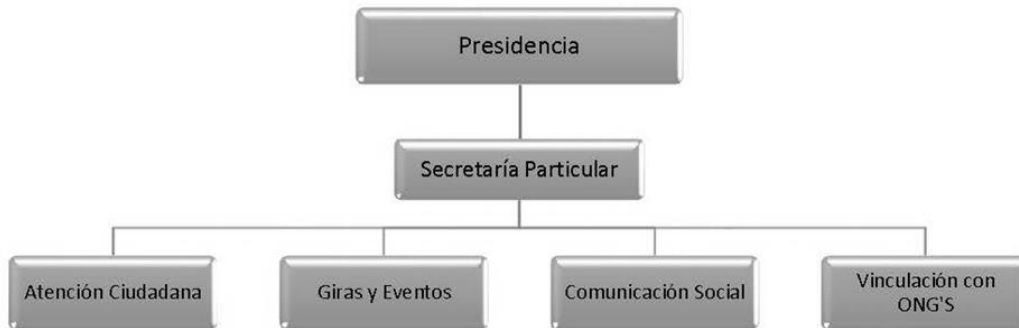 Presidencia
Secretaría Particular
Atención Ciudadana
Giras y Eventos
Comunicación Social
Vinculación con
ONG'S